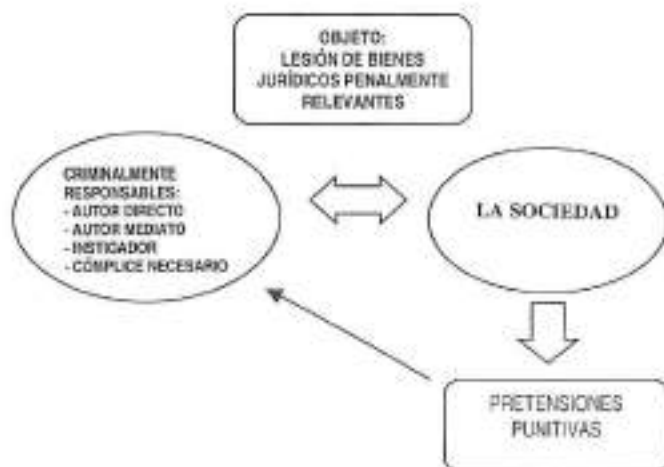 OBJETO:
LESIÓN DE BIENES
JURÍDICOS PENALMENTE
RELEVANTES
CRIMINALMENTE
RESPONSABLES:
- AUTOR DIRECTO
- AUTOR MEDIATO
- INSTIGADOR
- CÓMPLICE NECESARIO
LA SOCIEDAD
PRETENSIONES
PUNITIVAS